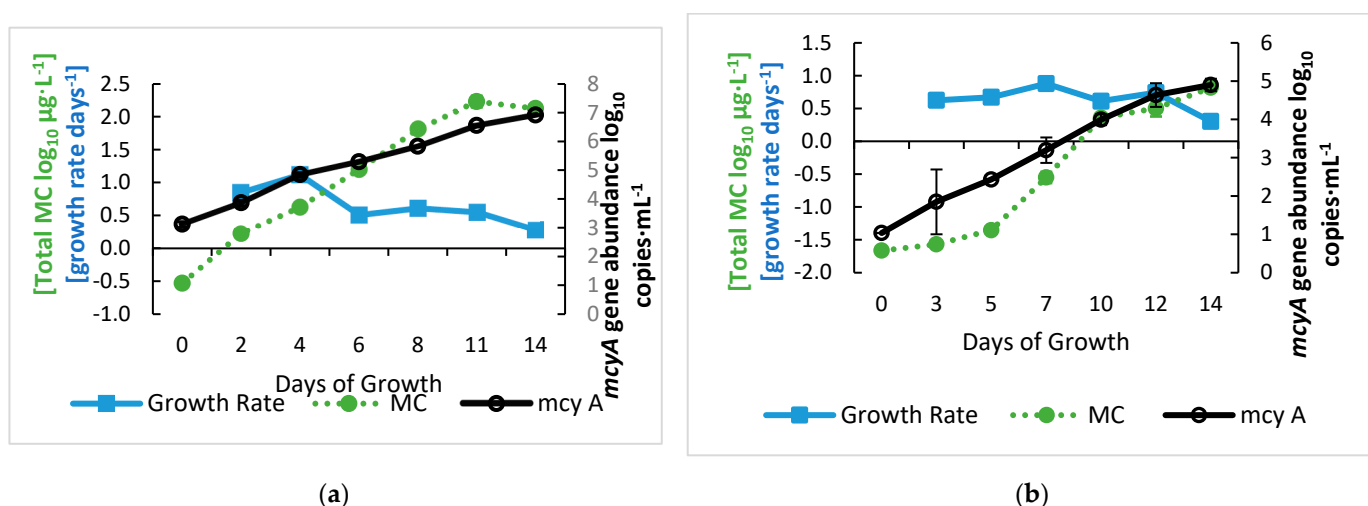 [Total MC log₁₀ µg·L⁻¹]
[growth rate days⁻¹]
2.5
2.0
1.5
1.0
0.5
0.0
-0.5
-1.0
8
7
6
5
4
3
2
1
0
mcyA gene abundance log₁₀
copies·mL⁻¹
0 2 4 6 8 11 14
Days of Growth
Growth Rate MC mcy A
(a)
[Total MC log₁₀ µg·L⁻¹]
[growth rate days⁻¹]
1.5
1.0
0.5
0.0
-0.5
-1.0
-1.5
-2.0
6
5
4
3
2
1
0
mcyA gene abundance log₁₀
copies·mL⁻¹
0 3 5 7 10 12 14
Days of Growth
Growth Rate MC mcy A
(b)